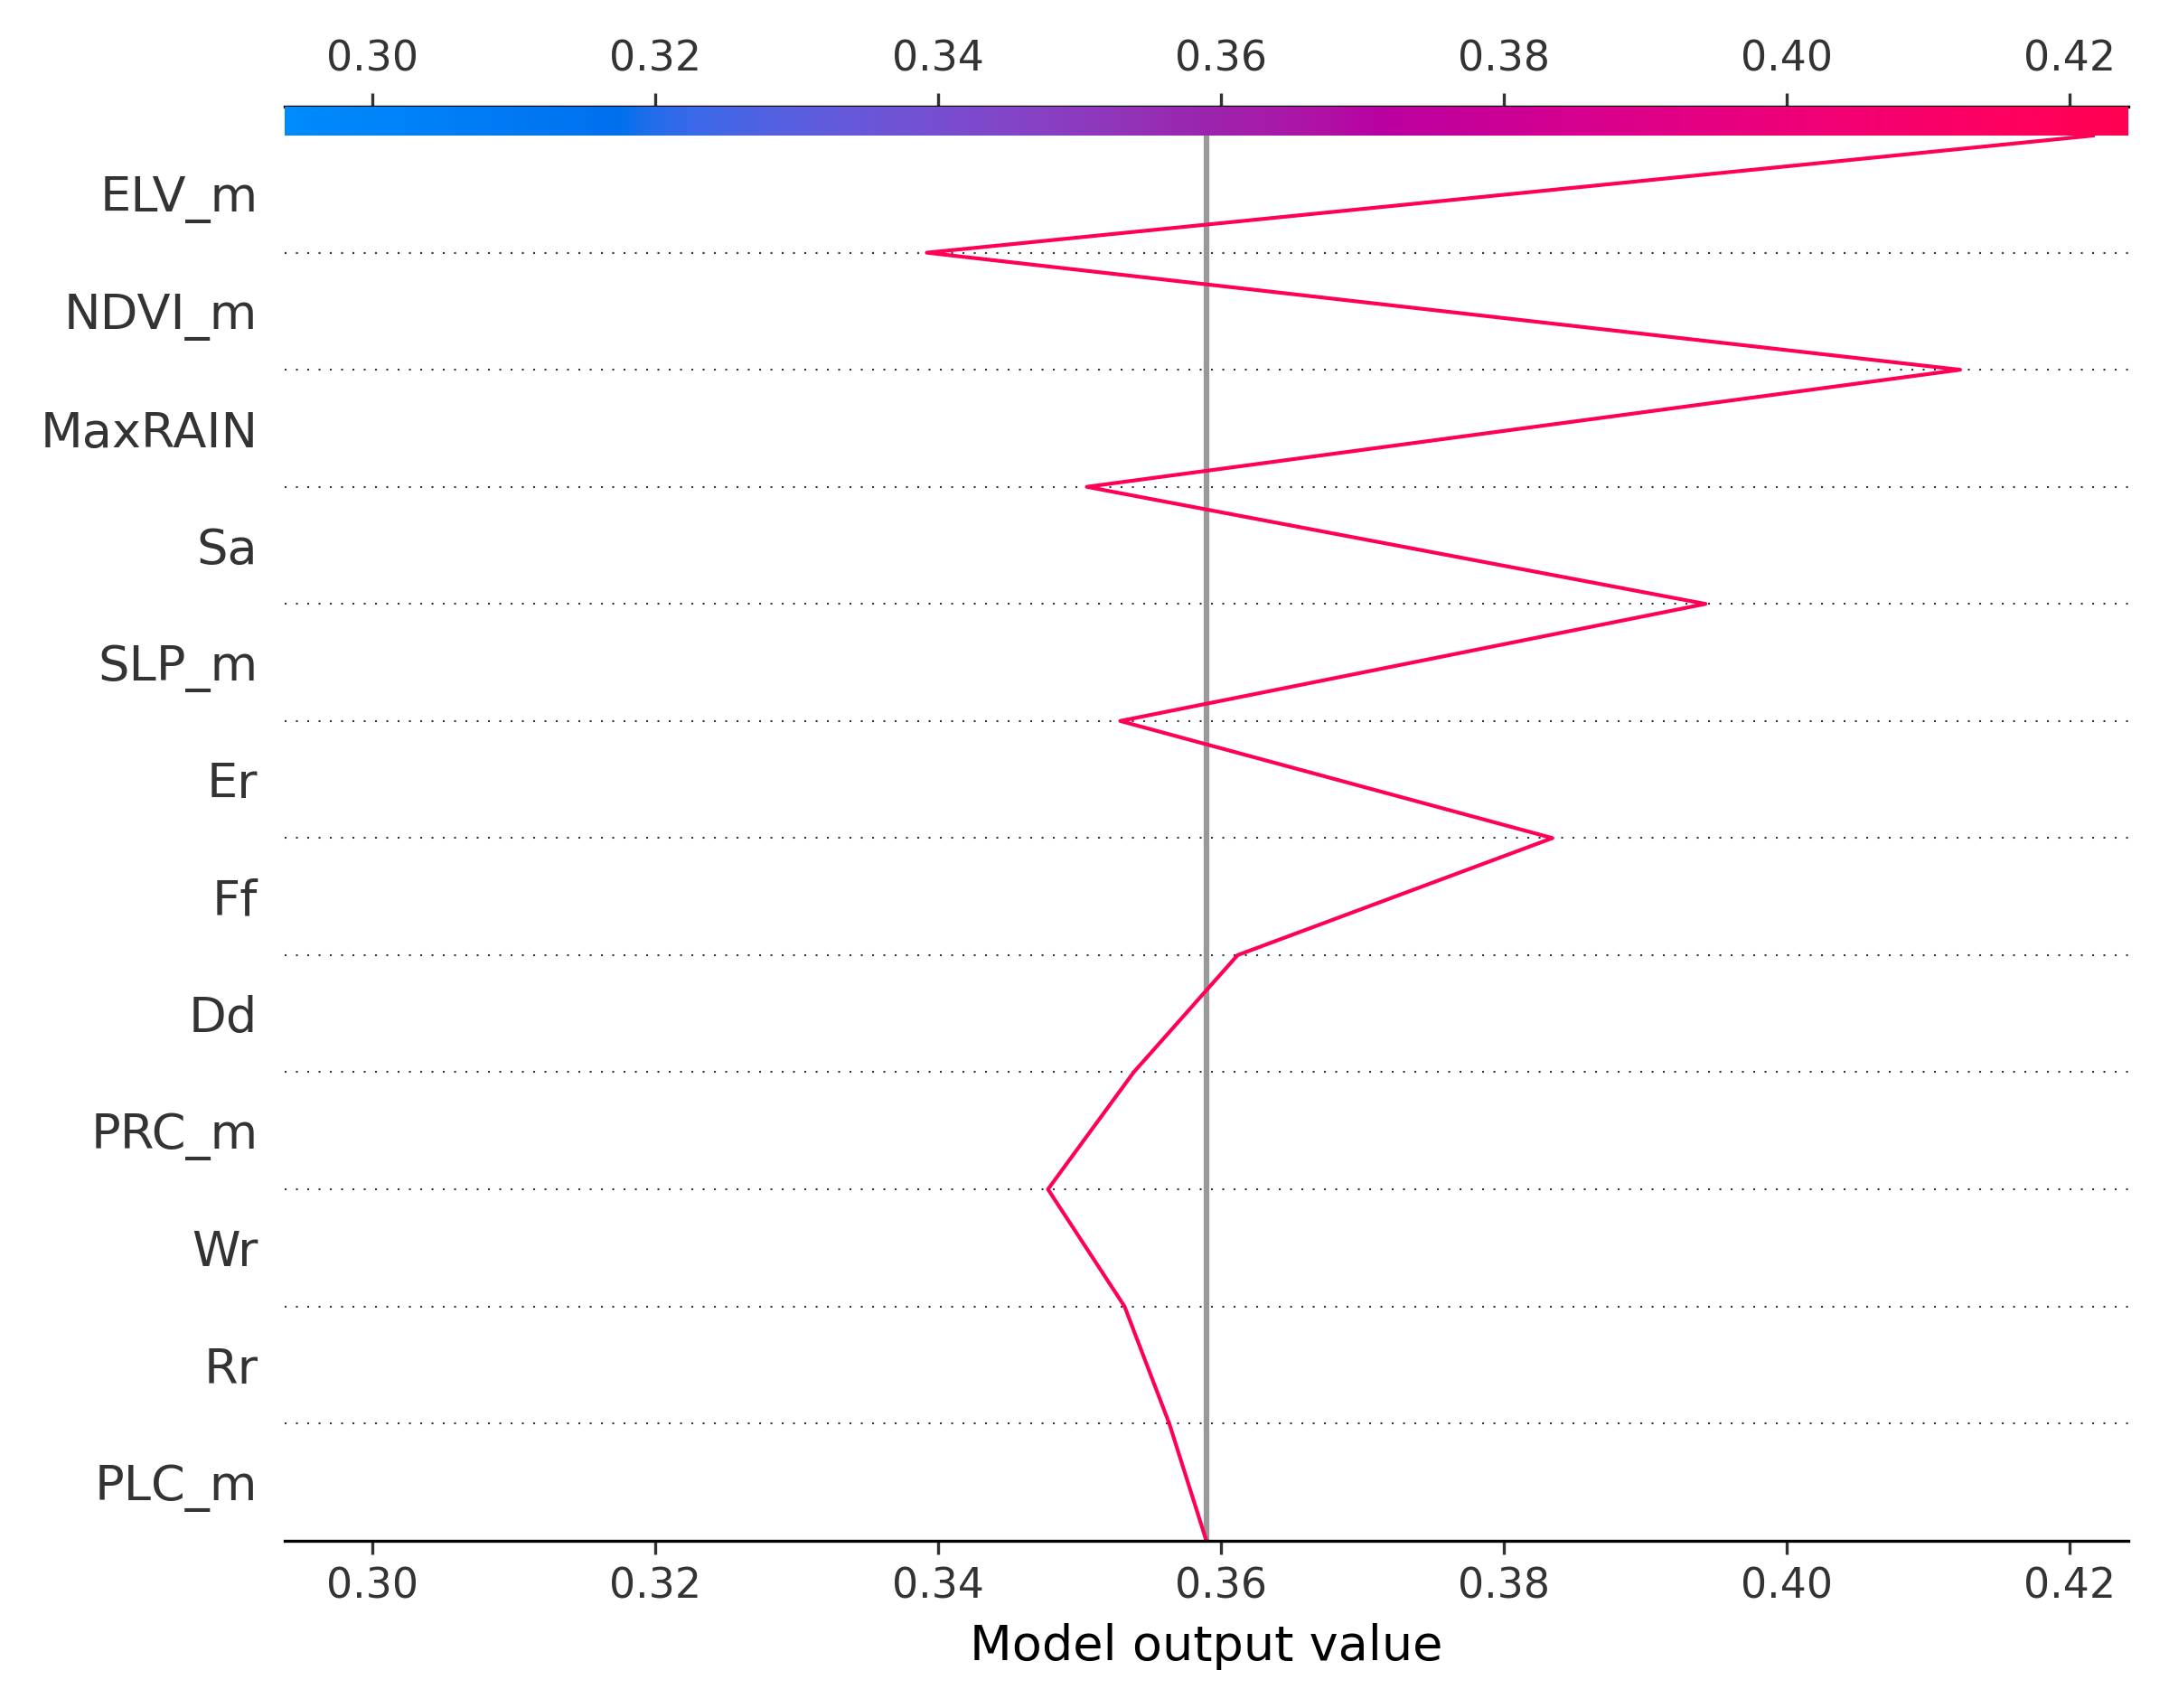 0.30 0.32 0.34 0.36 0.38 0.40 0.42
ELV_m
NDVI_m
MaxRAIN
Sa
SLP_m
Er
Ff
Dd
PRC_m
Wr
Rr
PLC_m
0.30 0.32 0.34 0.36 0.38 0.40 0.42
Model output value